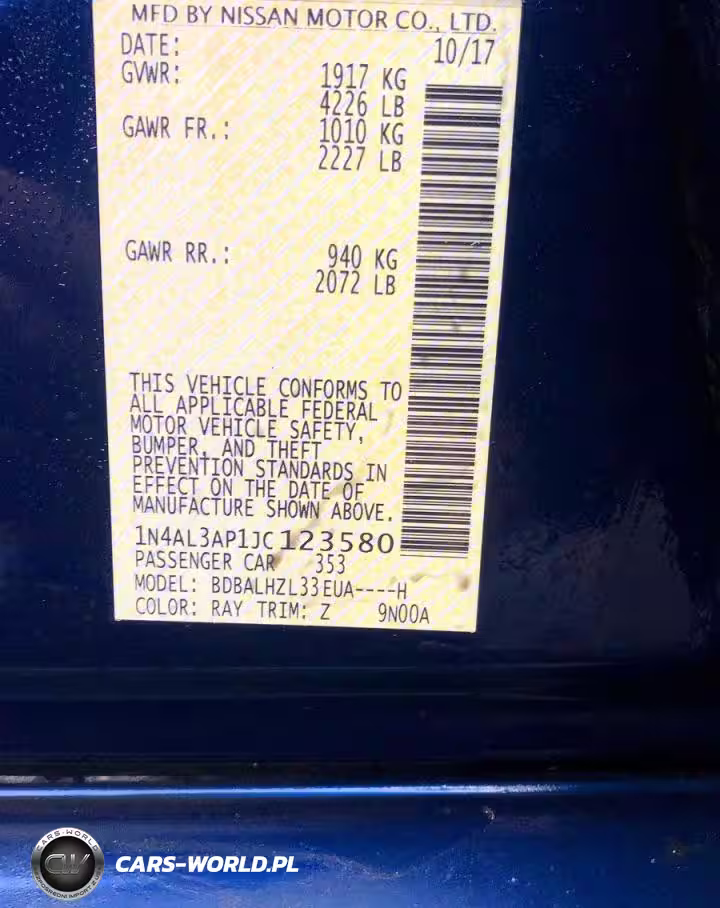 MFD BY NISSAN MOTOR CO., LTD.
DATE: 10/17
GVWR: 1917 KG
4226 LB
GAWR FR.: 1010 KG
2227 LB
GAWR RR.: 940 KG
2072 LB
THIS VEHICLE CONFORMS TO
ALL APPLICABLE FEDERAL
MOTOR VEHICLE SAFETY,
BUMPER, AND THEFT
PREVENTION STANDARDS IN
EFFECT ON THE DATE OF
MANUFACTURE SHOWN ABOVE.
1N4AL3AP1JC123580
PASSENGER CAR 353
MODEL: BDBALHZL33EUA----H
COLOR: RAY TRIM: Z 9N00A
CARS-WORLD
CW
CARS-WORLD.PL